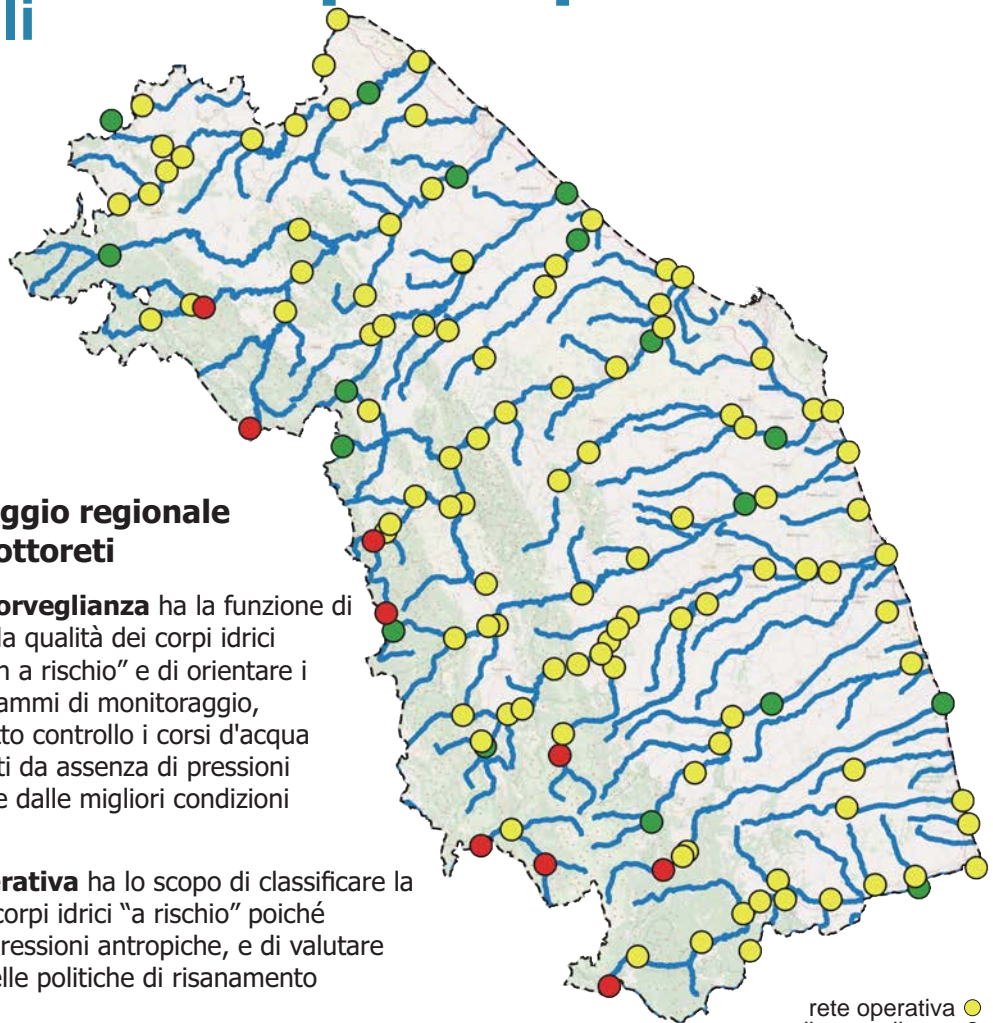 li
ggio regionale
ottoreti
orveglianza ha la funzione di
la qualità dei corpi idrici
n a rischio” e di orientare i
ammi di monitoraggio,
tto controllo i corsi d'acqua
ti da assenza di pressioni
e dalle migliori condizioni
erativa ha lo scopo di classificare la
corpi idrici “a rischio” poiché
ressioni antropiche, e di valutare
elle politiche di risanamento
rete operativa